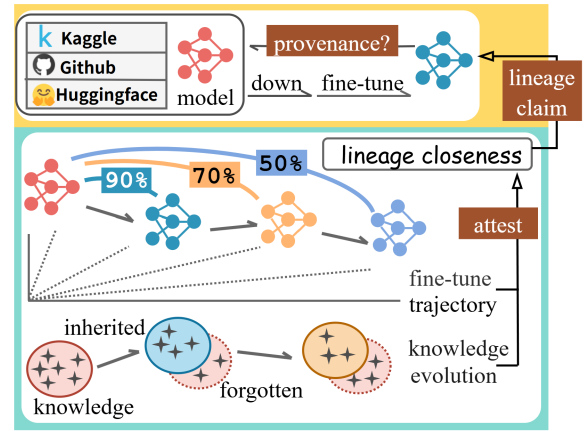 k Kaggle
Github
Huggingface
model
provenance?
down
fine-tune
lineage
claim
lineage closeness
90%
70%
50%
attest
fine-tune
trajectory
inherited
forgotten
knowledge
knowledge
evolution